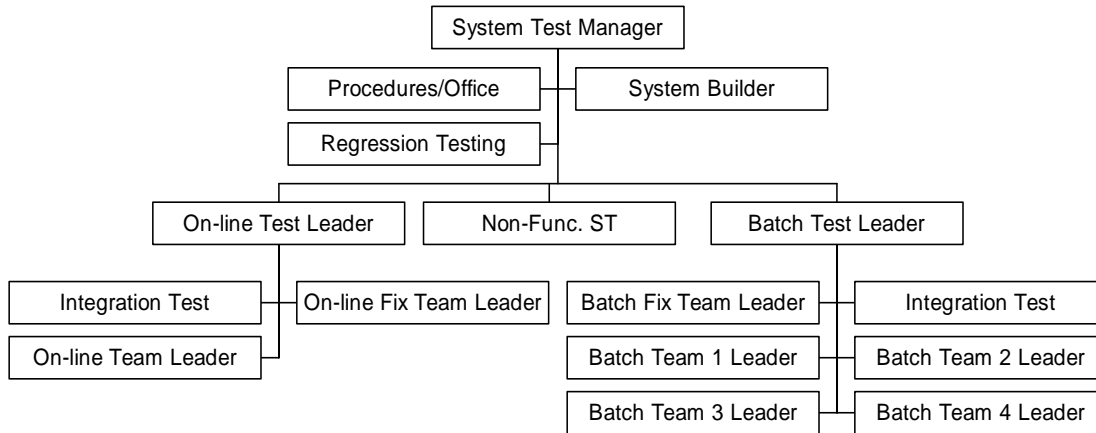 System Test Manager
Procedures/Office
System Builder
Regression Testing
On-line Test Leader
Non-Func. ST
Batch Test Leader
Integration Test
On-line Fix Team Leader
Batch Fix Team Leader
Integration Test
On-line Team Leader
Batch Team 1 Leader
Batch Team 2 Leader
Batch Team 3 Leader
Batch Team 4 Leader